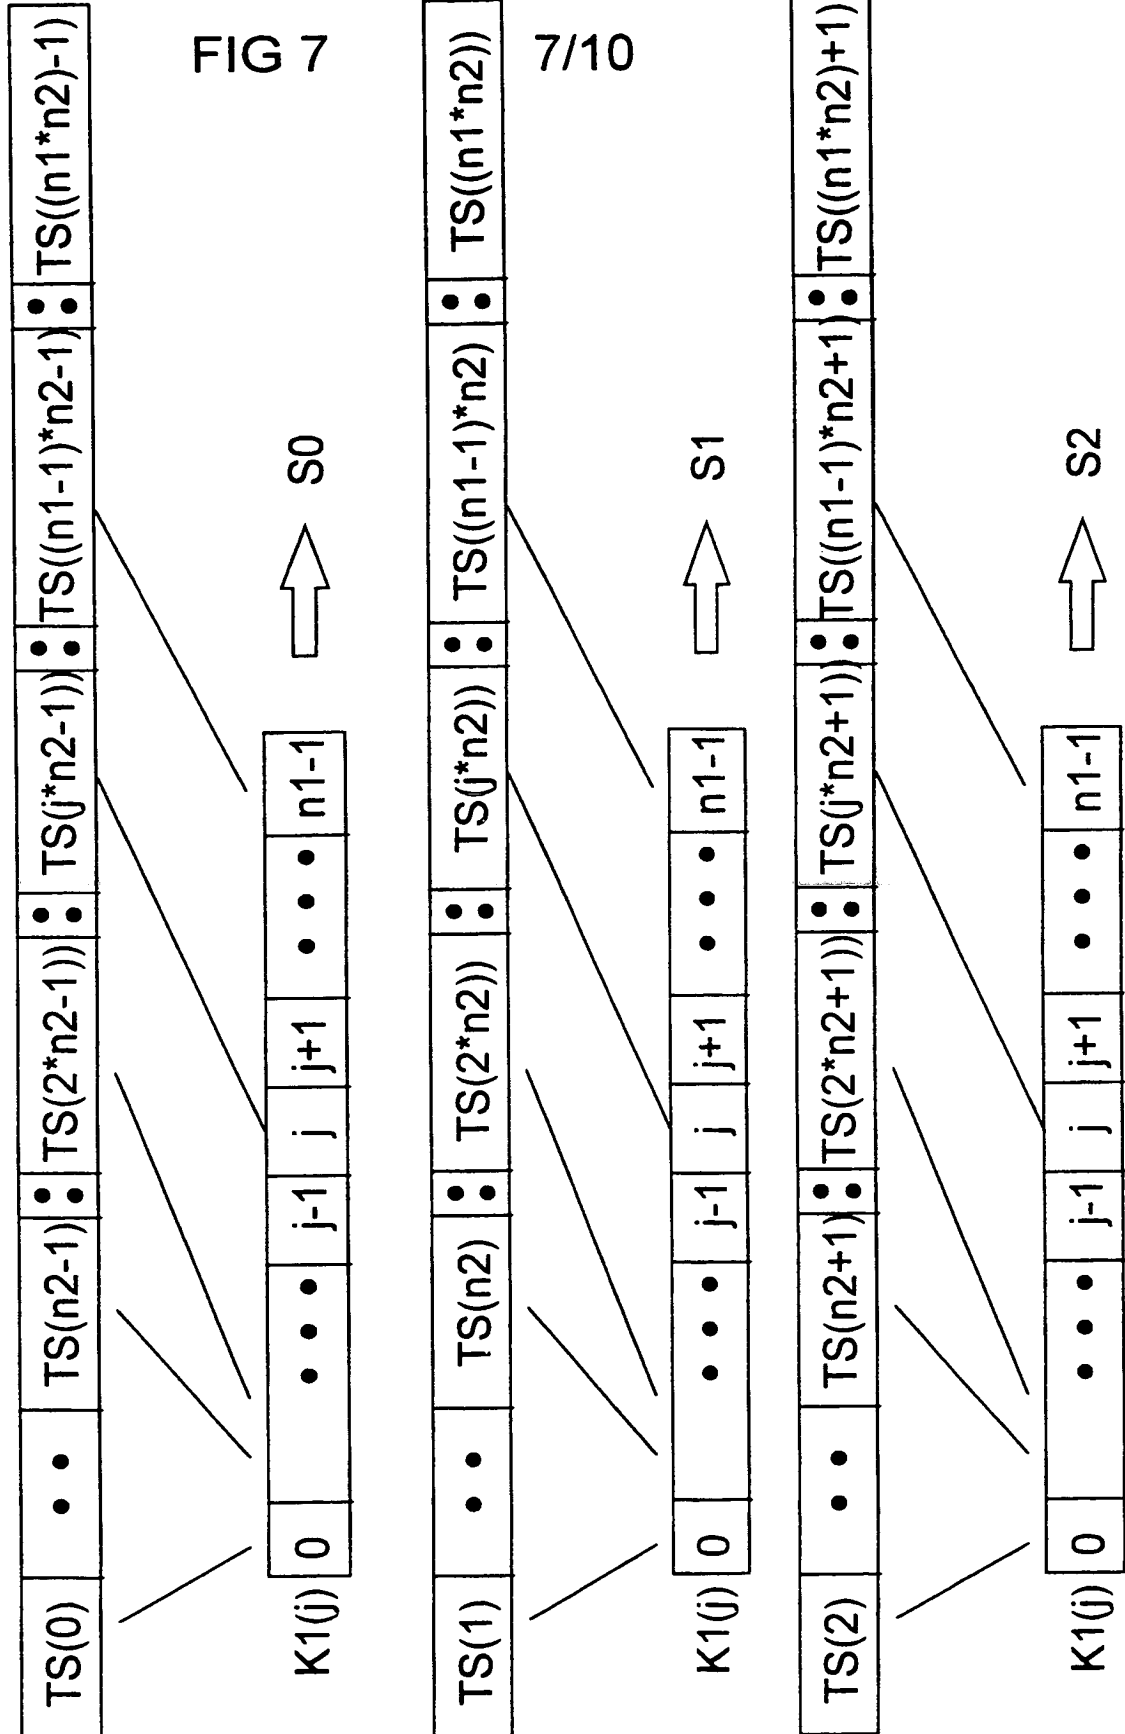 FIG 7
7/10
TS(0) •• TS(n2-1) •• TS(2*n2-1)) •• TS(j*n2-1)) •• TS((n1-1)*n2-1) •• TS((n1*n2)-1)
K1(j) 0 ••• j-1 j j+1 ••• n1-1 S0
TS(1) •• TS(n2) •• TS(2*n2)) •• TS(j*n2)) •• TS((n1-1)*n2) •• TS((n1*n2))
K1(j) 0 ••• j-1 j j+1 ••• n1-1 S1
TS(2) •• TS(n2+1) •• TS(2*n2+1)) •• TS(j*n2+1)) •• TS((n1-1)*n2+1) •• TS((n1*n2)+1)
K1(j) 0 ••• j-1 j j+1 ••• n1-1 S2